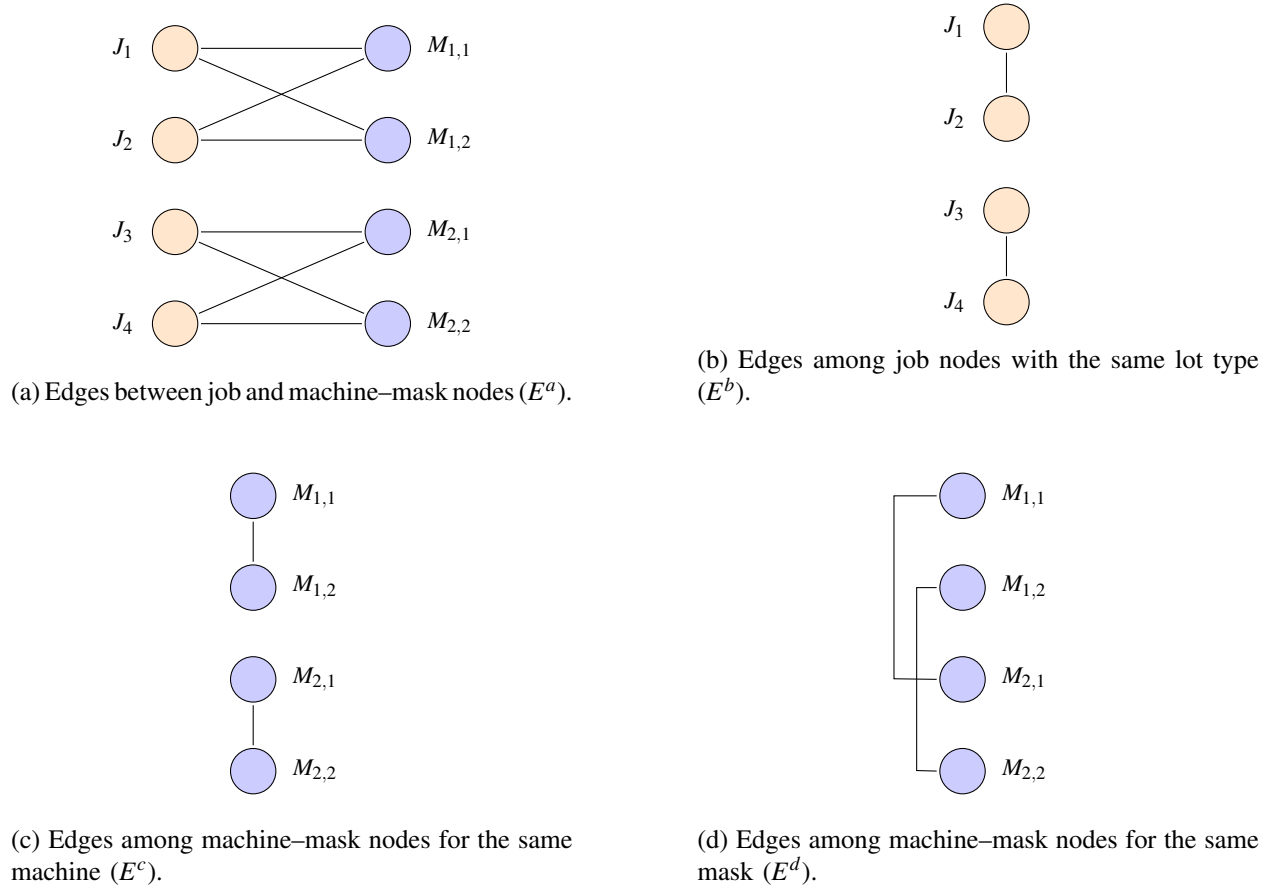 J₁
M₁,₁
J₂
M₁,₂
J₃
M₂,₁
J₄
M₂,₂
(a) Edges between job and machine–mask nodes (Eᵃ).
J₁
J₂
J₃
J₄
(b) Edges among job nodes with the same lot type
(Eᵇ).
M₁,₁
M₁,₂
M₂,₁
M₂,₂
(c) Edges among machine–mask nodes for the same
machine (Eᶜ).
M₁,₁
M₁,₂
M₂,₁
M₂,₂
(d) Edges among machine–mask nodes for the same
mask (Eᵈ).